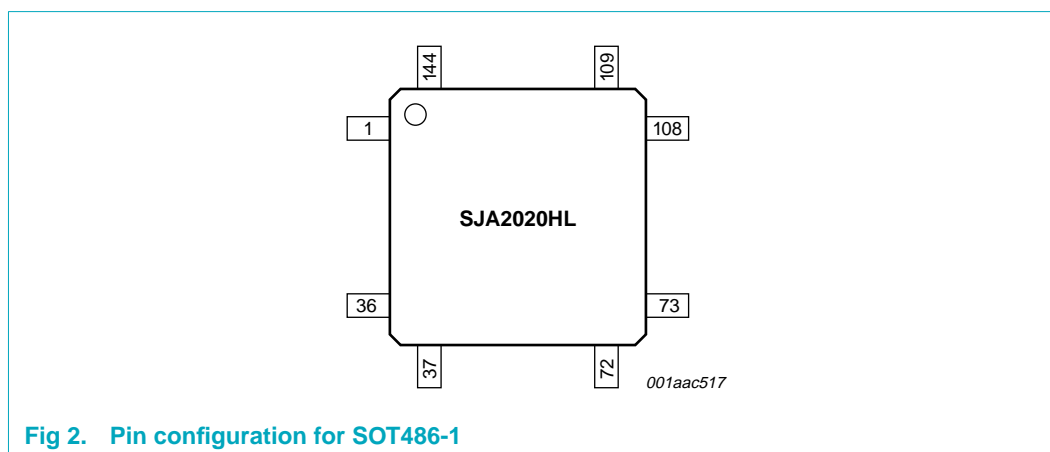 144
109
1
108
SJA2020HL
36
73
37
72
001aac517
Fig 2. Pin configuration for SOT486-1